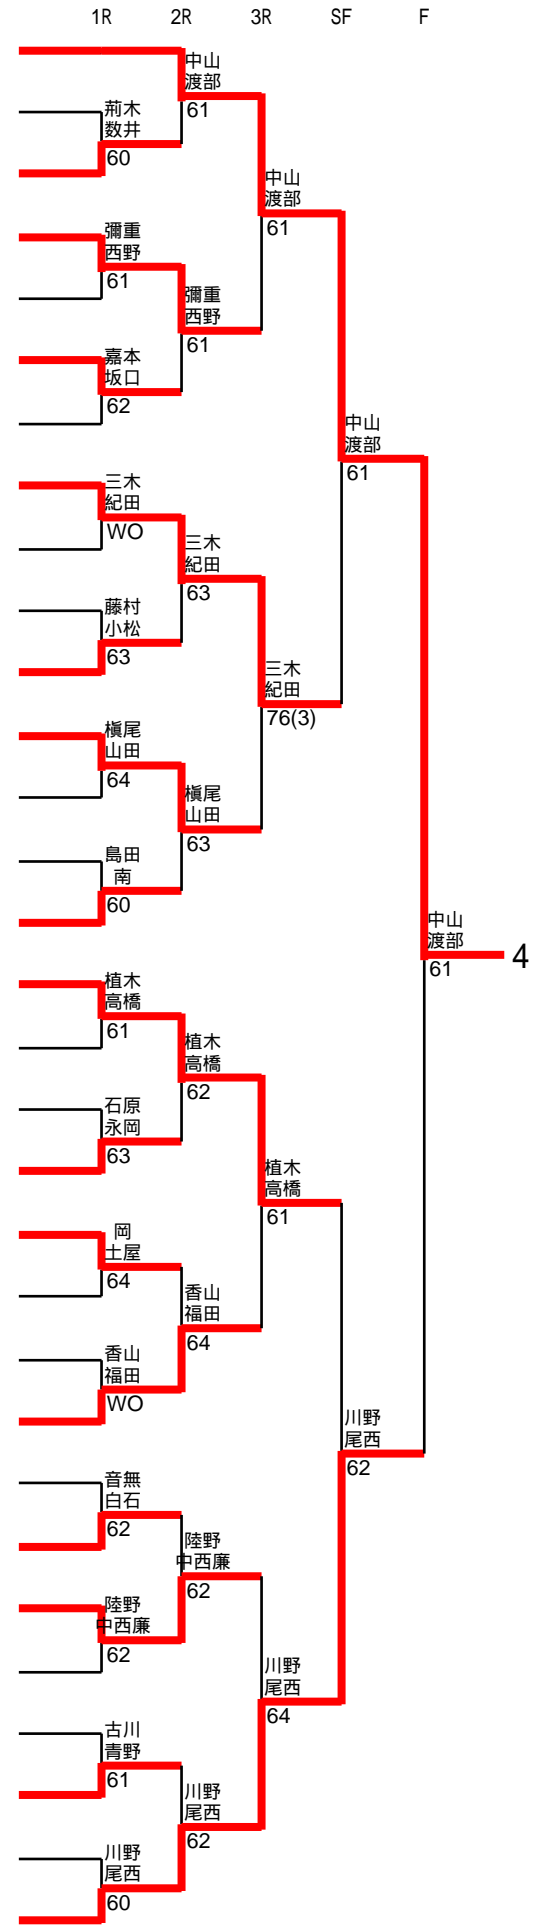 1R 2R 3R SF F
中山
渡部
61
荊木
数井
60
中山
渡部
61
彌重
西野
61
彌重
西野
61
嘉本
坂口
62
中山
渡部
61
三木
紀田
WO
三木
紀田
63
藤村
小松
63
三木
紀田
76(3)
槇尾
山田
64
槇尾
山田
63
島田
南
60
中山
渡部
61
4
植木
高橋
61
植木
高橋
62
石原
永岡
63
植木
高橋
61
岡
土屋
64
香山
福田
64
香山
福田
WO
川野
尾西
62
音無
白石
62
陸野
中西廉
62
陸野
中西廉
62
川野
尾西
64
古川
青野
61
川野
尾西
62
川野
尾西
60